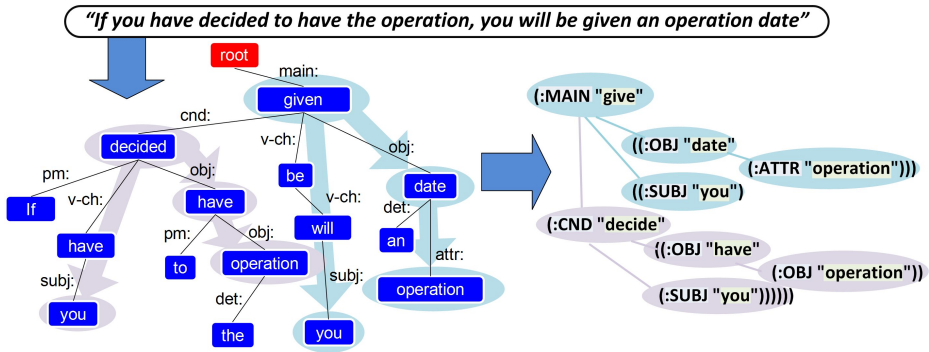 “If you have decided to have the operation, you will be given an operation date”
root
main:
given
cnd:
v-ch:
obj:
decided
be
date
pm:
obj:
v-ch:
If
v-ch:
have
will
det:
an
have
pm:
obj:
to
operation
attr:
subj:
subj:
operation
you
det:
the
you
(:MAIN "give"
((:OBJ "date"
(:ATTR "operation")))
((:SUBJ "you")
(:CND "decide"
((:OBJ "have"
(:OBJ "operation"))
(:SUBJ "you"))))))